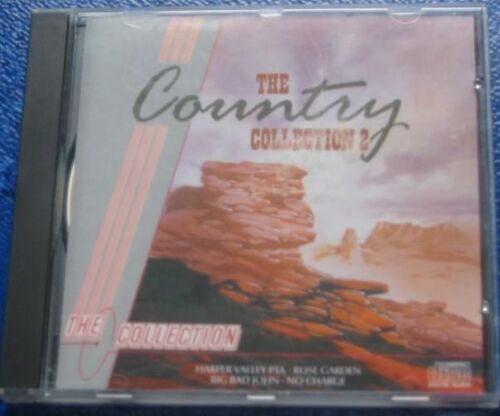 THE
Country
COLLECTION 2
THE COLLECTION
HARPER VALLEY PTA · ROSE GARDEN
BIG BAD JOHN · NO CHARGE